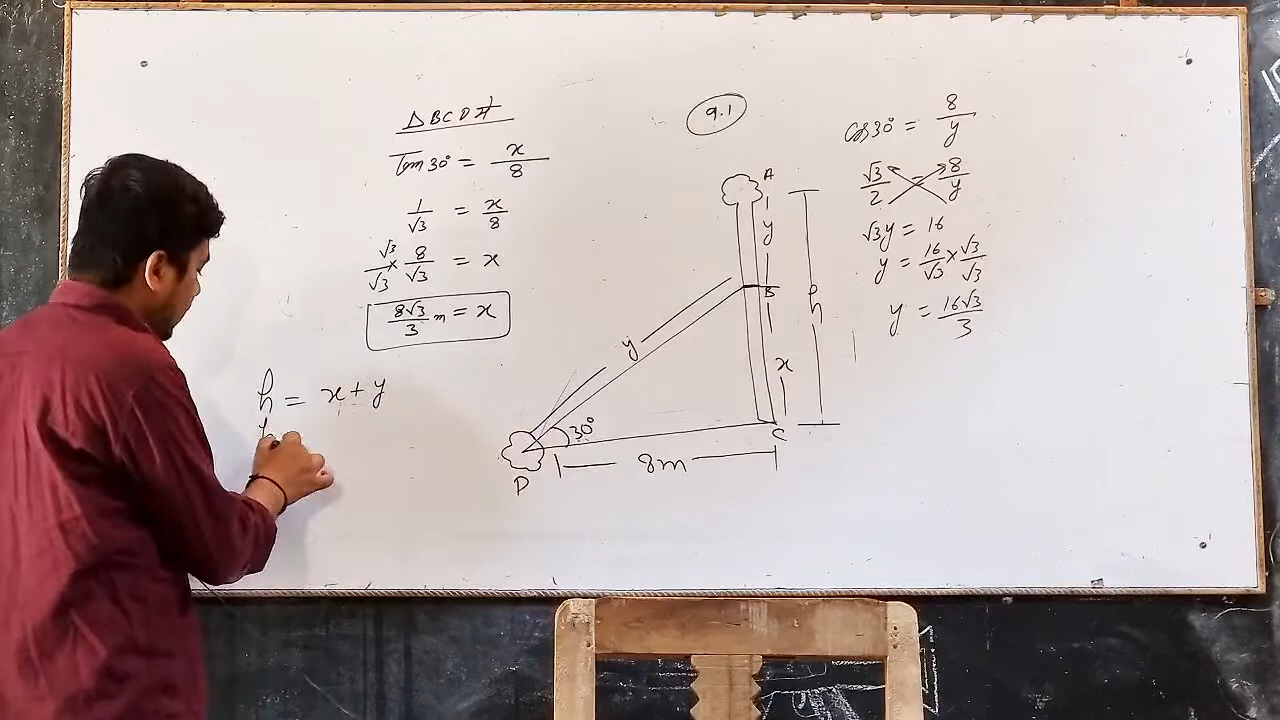 △BCD में
Tan 30° = x/8
1/√3 = x/8
√3/√3 × 8/√3 = x
8√3/3 m = x
h = x + y
h
9.1
A
y
B
h
x
y
30°
C
8m
D
Cos 30° = 8/y
√3/2 = 8/y
√3y = 16
y = 16/√3 × √3/√3
y = 16√3/3